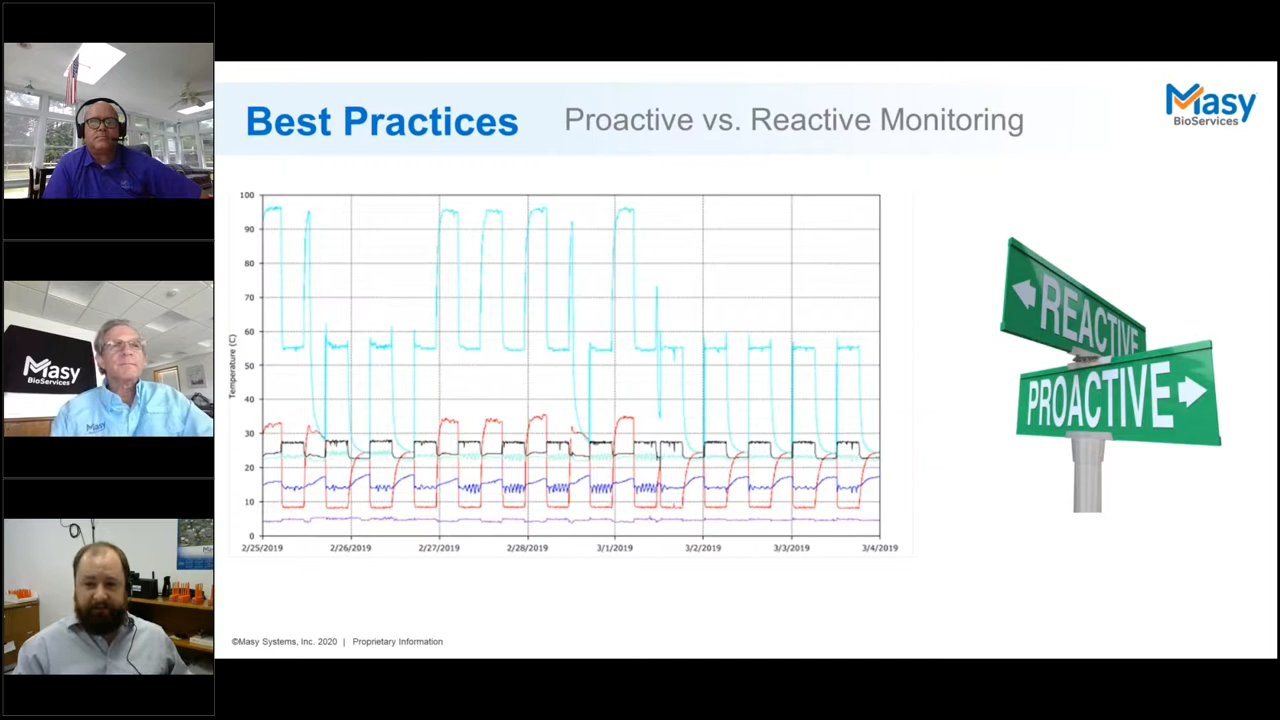 Best Practices
Proactive vs. Reactive Monitoring
Masy
BioServices
100
90
80
70
60
50
40
30
20
10
0
Temperature (C)
2/25/2019
2/26/2019
2/27/2019
2/28/2019
3/1/2019
3/2/2019
3/3/2019
3/4/2019
REACTIVE
PROACTIVE
Masy
BioServices
Masy
©Masy Systems, Inc. 2020 | Proprietary Information